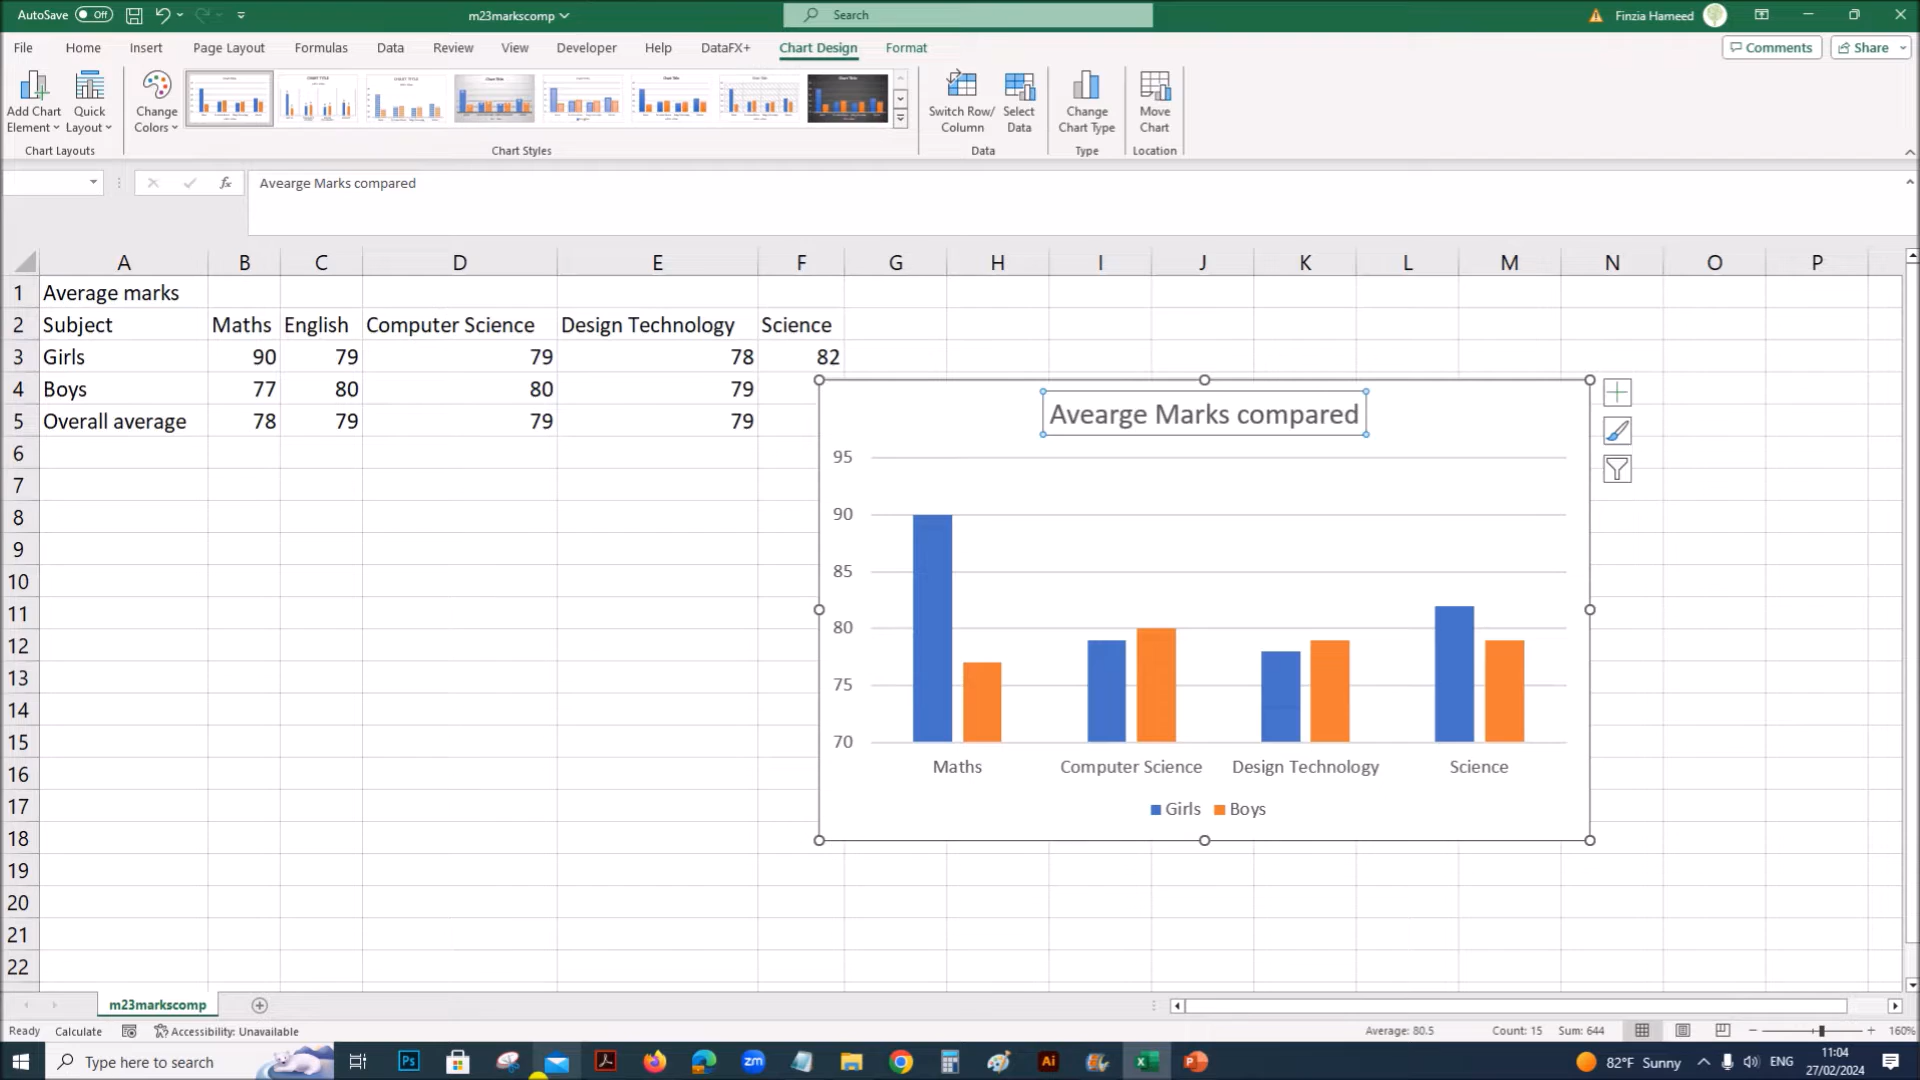 AutoSave Off m23markscomp Search Finzia Hameed
File Home Insert Page Layout Formulas Data Review View Developer Help DataFX+ Chart Design Format Comments Share
Add Chart Element Quick Layout Change Colors Switch Row/ Column Select Data Change Chart Type Move Chart
Chart Layouts Chart Styles Data Type Location
fx Avearge Marks compared
A B C D E F G H I J K L M N O P
1 Average marks
2 Subject Maths English Computer Science Design Technology Science
3 Girls 90 79 79 78 82
4 Boys 77 80 80 79
5 Overall average 78 79 79 79
6
7
8
9
10
11
12
13
14
15
16
17
18
19
20
21
22
Avearge Marks compared
95
90
85
80
75
70
Maths Computer Science Design Technology Science
Girls Boys
m23markscomp
Ready Calculate Accessibility: Unavailable Average: 80.5 Count: 15 Sum: 644 160%
Type here to search Ps zm Ai 82°F Sunny ENG 11:04
27/02/2024